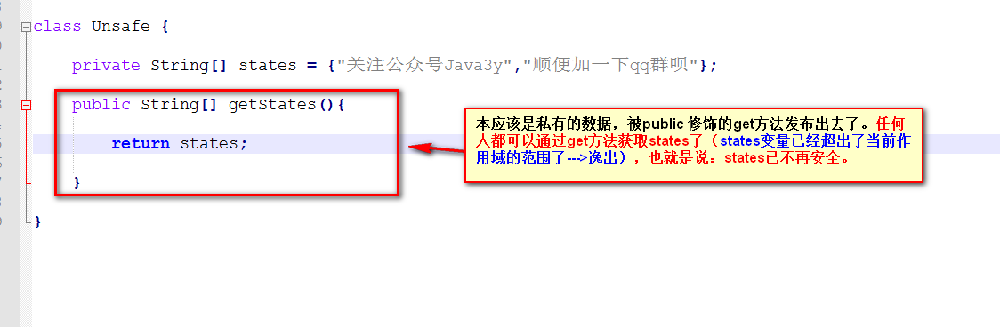 class Unsafe {
private String[] states = {"关注公众号Java3y","顺便加一下qq群呗"};
public String[] getStates(){
return states;
}
}
本应该是私有的数据，被public 修饰的get方法发布出去了。任何
人都可以通过get方法获取states了（states变量已经超出了当前作
用域的范围了--->逸出），也就是说：states已不再安全。